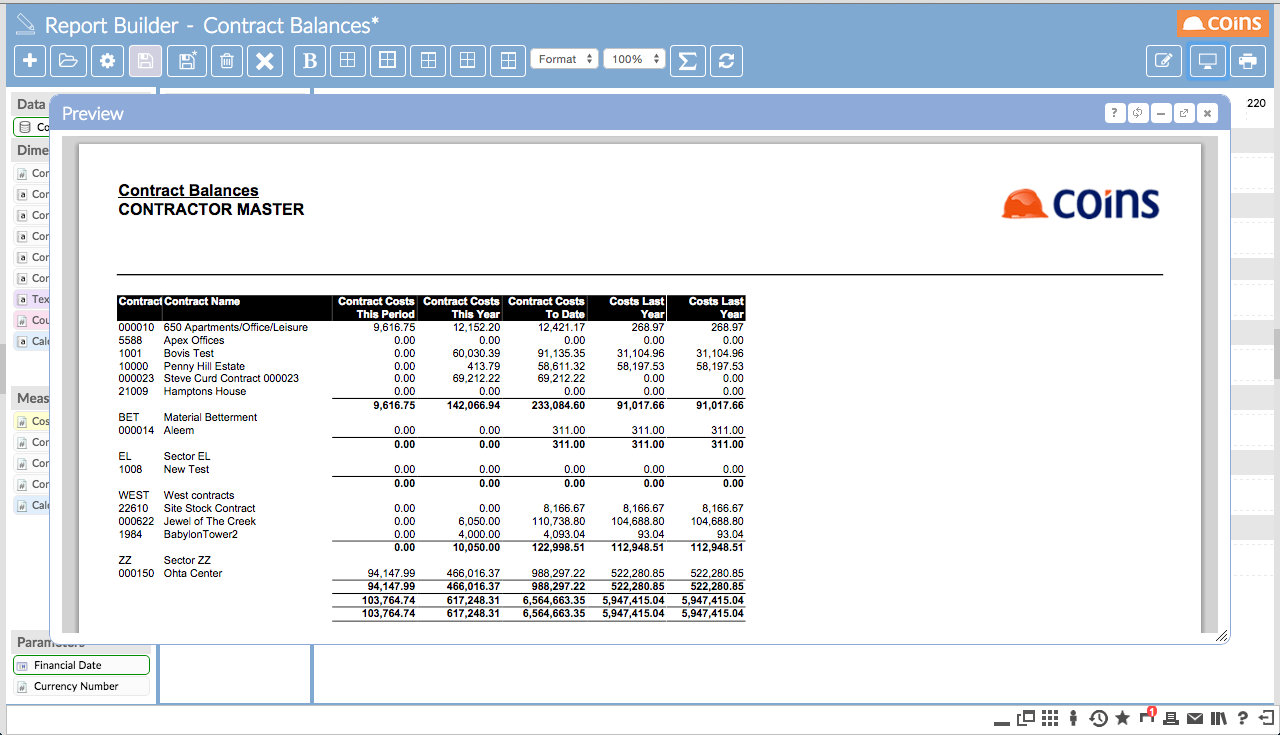 Report Builder - Contract Balances*
coins
B
Format
100%
Σ
Data
220
Preview
?
Dime
Meas
Contract Balances
CONTRACTOR MASTER
coins
Contract Contract Name Contract Costs This Period Contract Costs This Year Contract Costs To Date Costs Last Year Costs Last Year
000010 650 Apartments/Office/Leisure 9,616.75 12,152.20 12,421.17 268.97 268.97
5588 Apex Offices 0.00 0.00 0.00 0.00 0.00
1001 Bovis Test 0.00 60,030.39 91,135.35 31,104.96 31,104.96
10000 Penny Hill Estate 0.00 413.79 58,611.32 58,197.53 58,197.53
000023 Steve Curd Contract 000023 0.00 69,212.22 69,212.22 0.00 0.00
21009 Hamptons House 0.00 0.00 0.00 0.00 0.00
9,616.75 142,066.94 233,084.60 91,017.66 91,017.66
BET Material Betterment
000014 Aleem 0.00 0.00 311.00 311.00 311.00
0.00 0.00 311.00 311.00 311.00
EL Sector EL
1008 New Test 0.00 0.00 0.00 0.00 0.00
0.00 0.00 0.00 0.00 0.00
WEST West contracts
22610 Site Stock Contract 0.00 0.00 8,166.67 8,166.67 8,166.67
000622 Jewel of The Creek 0.00 6,050.00 110,738.80 104,688.80 104,688.80
1984 BabylonTower2 0.00 4,000.00 4,093.04 93.04 93.04
0.00 10,050.00 122,998.51 112,948.51 112,948.51
ZZ Sector ZZ
000150 Ohta Center 94,147.99 466,016.37 988,297.22 522,280.85 522,280.85
94,147.99 466,016.37 988,297.22 522,280.85 522,280.85
103,764.74 617,248.31 6,564,663.35 5,947,415.04 5,947,415.04
103,764.74 617,248.31 6,564,663.35 5,947,415.04 5,947,415.04
Parameters
Financial Date
Currency Number
1
?